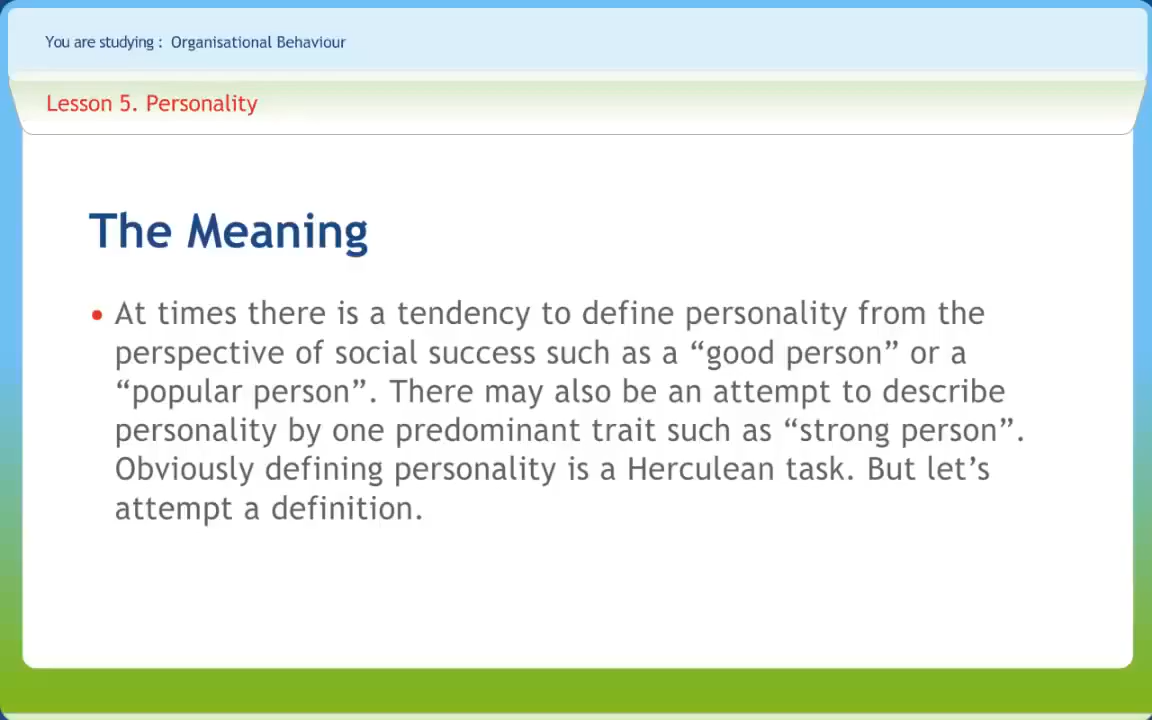 You are studying : Organisational Behaviour
Lesson 5. Personality
The Meaning
• At times there is a tendency to define personality from the
perspective of social success such as a “good person” or a
“popular person”. There may also be an attempt to describe
personality by one predominant trait such as “strong person”.
Obviously defining personality is a Herculean task. But let’s
attempt a definition.